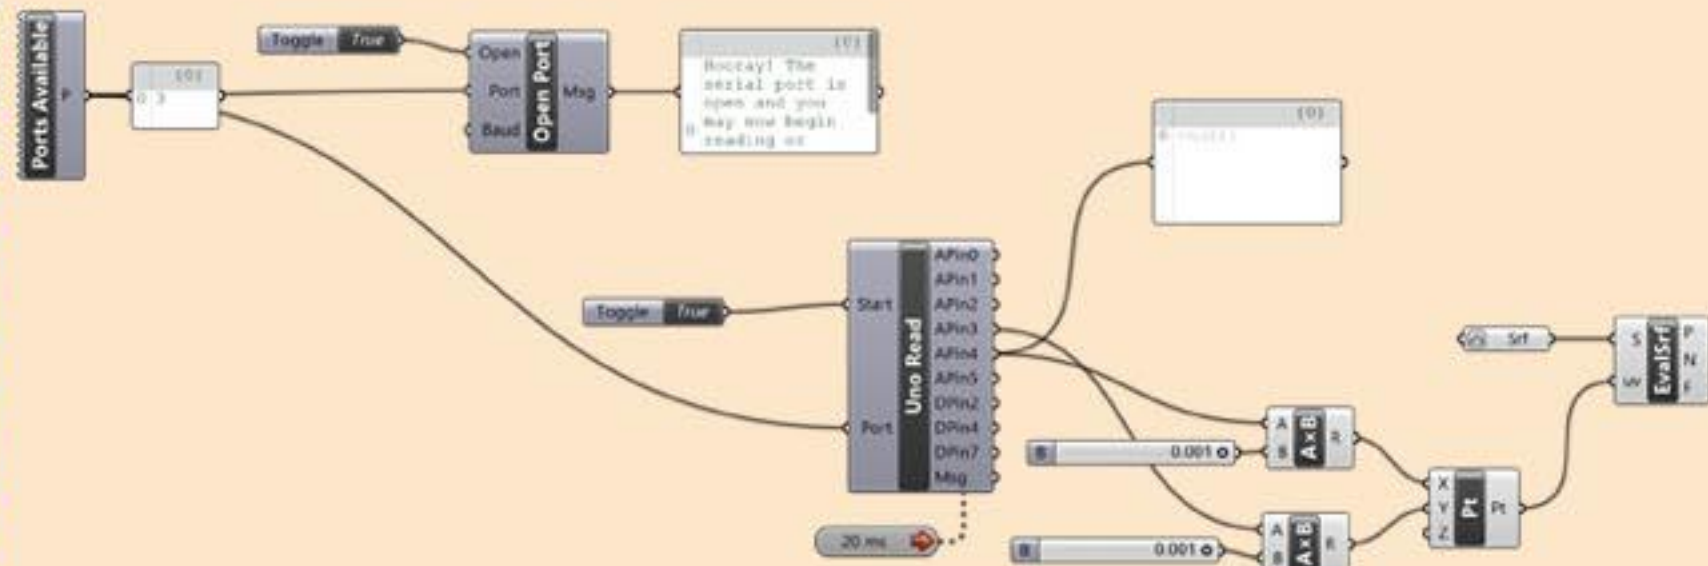 Ports Available
P
{0}
0 3
Toggle True
Open
Port
Baud
Open Port
Msg
{0}
Hooray! The
serial port is
open and you
0 may now begin
reading or
{0}
0
Toggle True
Start
Port
Uno Read
APin0
APin1
APin2
APin3
APin4
APin5
DPin2
DPin4
DPin7
Msg
20 ms
B 0.001
A
B
A×B
R
B 0.001
A
B
A×B
R
X
Y
Z
Pt
Pt
Srf
S
uv
EvalSrf
P
N
F